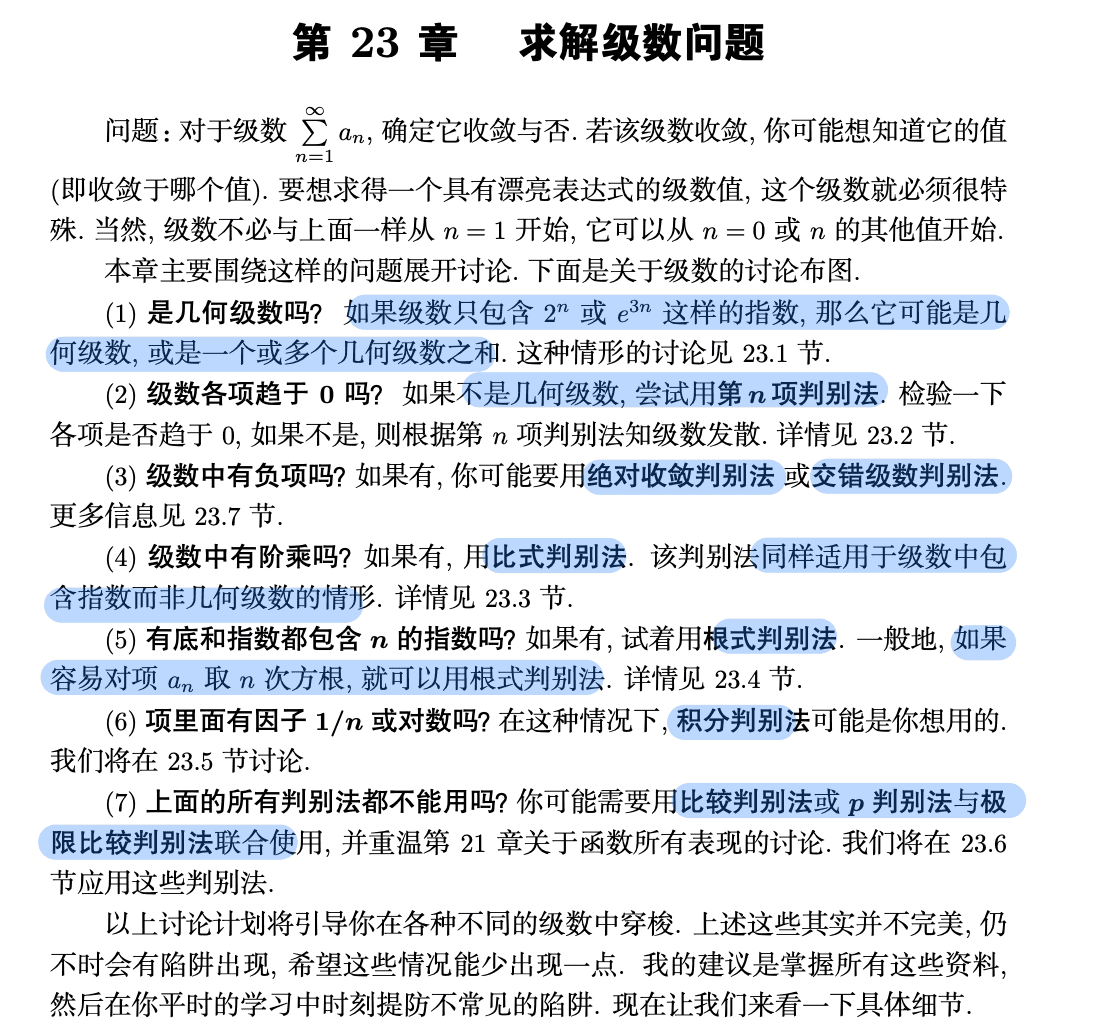 第 23 章 求解级数问题
问题: 对于级数 $\sum_{n=1}^{\infty} a_n$, 确定它收敛与否. 若该级数收敛, 你可能想知道它的值
(即收敛于哪个值). 要想求得一个具有漂亮表达式的级数值, 这个级数就必须很特
殊. 当然, 级数不必与上面一样从 n = 1 开始, 它可以从 n = 0 或 n 的其他值开始.
本章主要围绕这样的问题展开讨论. 下面是关于级数的讨论布图.
(1) 是几何级数吗? 如果级数只包含 $2^n$ 或 $e^{3n}$ 这样的指数, 那么它可能是几
何级数, 或是一个或多个几何级数之和. 这种情形的讨论见 23.1 节.
(2) 级数各项趋于 0 吗? 如果不是几何级数, 尝试用第 n 项判别法. 检验一下
各项是否趋于 0, 如果不是, 则根据第 n 项判别法知级数发散. 详情见 23.2 节.
(3) 级数中有负项吗? 如果有, 你可能要用绝对收敛判别法或交错级数判别法.
更多信息见 23.7 节.
(4) 级数中有阶乘吗? 如果有, 用比式判别法. 该判别法同样适用于级数中包
含指数而非几何级数的情形. 详情见 23.3 节.
(5) 有底和指数都包含 n 的指数吗? 如果有, 试着用根式判别法. 一般地, 如果
容易对项 $a_n$ 取 n 次方根, 就可以用根式判别法. 详情见 23.4 节.
(6) 项里面有因子 1/n 或对数吗? 在这种情况下, 积分判别法可能是你想用的.
我们将在 23.5 节讨论.
(7) 上面的所有判别法都不能用吗? 你可能需要用比较判别法或 p 判别法与极
限比较判别法联合使用, 并重温第 21 章关于函数所有表现的讨论. 我们将在 23.6
节应用这些判别法.
以上讨论计划将引导你在各种不同的级数中穿梭. 上述这些其实并不完美, 仍
不时会有陷阱出现, 希望这些情况能少出现一点. 我的建议是掌握所有这些资料,
然后在你平时的学习中时刻提防不常见的陷阱. 现在让我们来看一下具体细节.